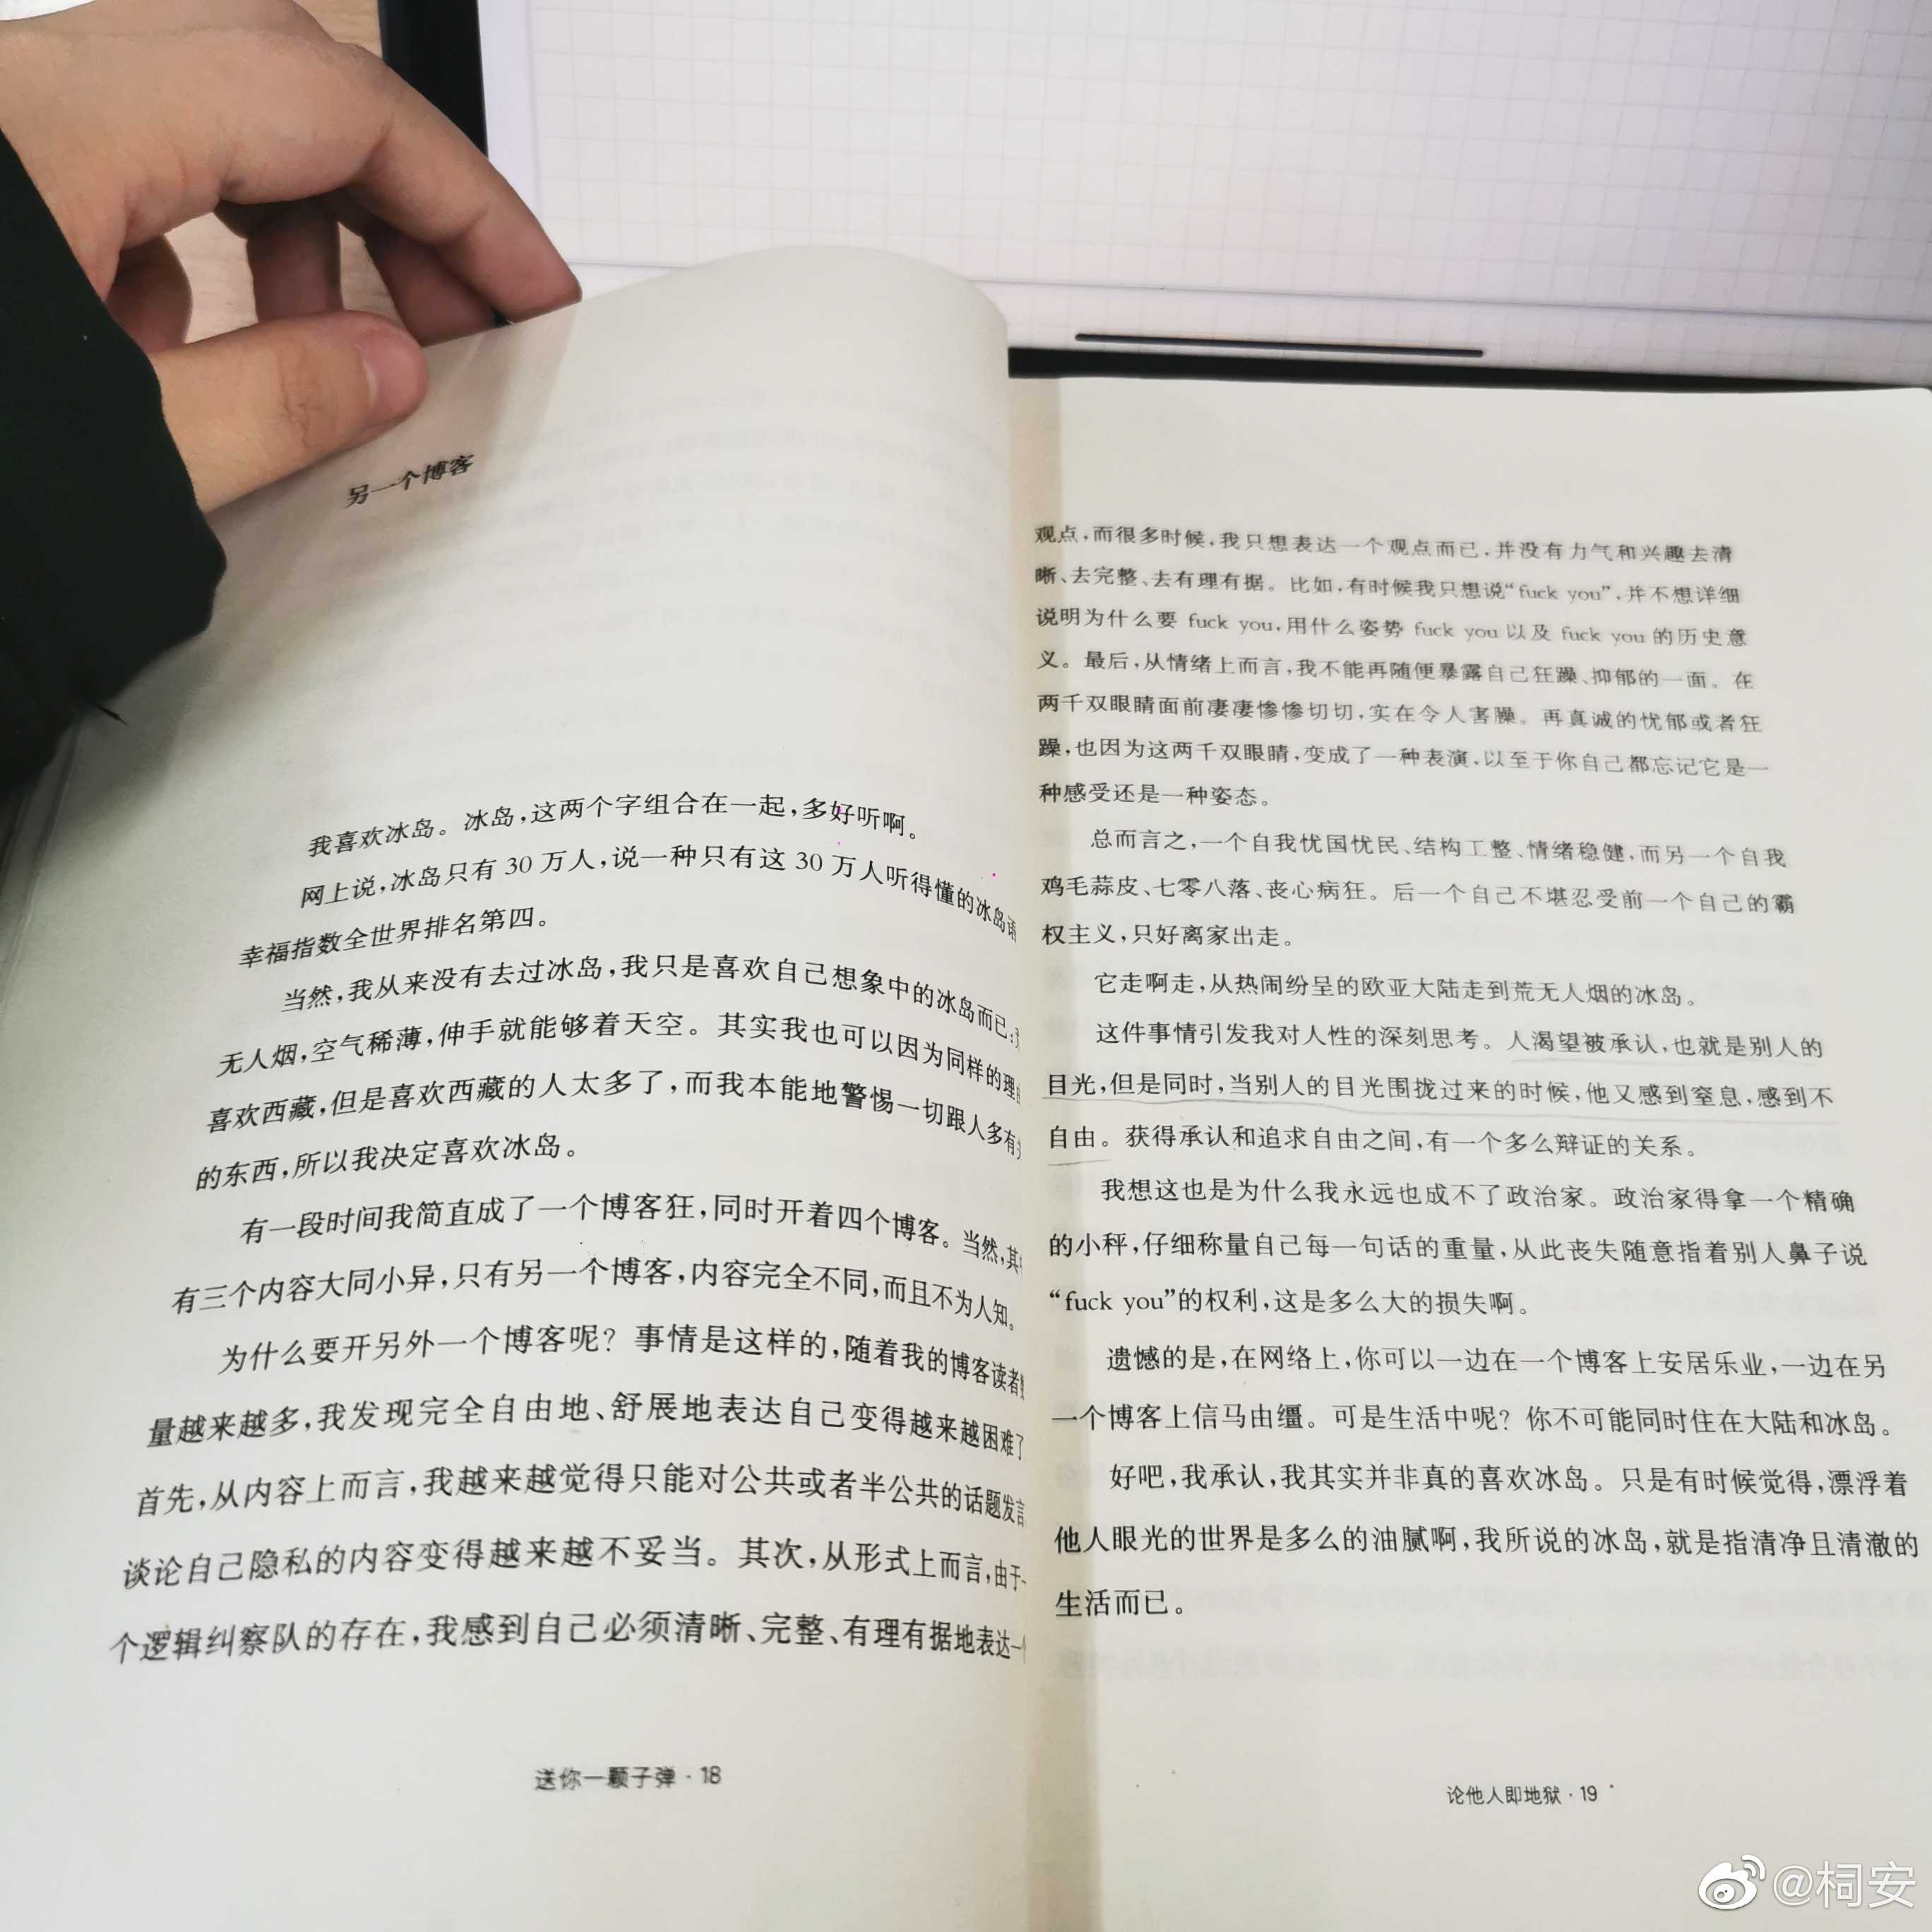 另一个博客
我喜欢冰岛。冰岛,这两个字组合在一起,多好听啊。
网上说,冰岛只有30万人,说一种只有这30万人听得懂的冰岛语
幸福指数全世界排名第四。
当然,我从来没有去过冰岛,我只是喜欢自己想象中的冰岛而已:
无人烟,空气稀薄,伸手就能够着天空。其实我也可以因为同样的理
喜欢西藏,但是喜欢西藏的人太多了,而我本能地警惕一切跟人多有
的东西,所以我决定喜欢冰岛。
有一段时间我简直成了一个博客狂,同时开着四个博客。当然,其
有三个内容大同小异,只有另一个博客,内容完全不同,而且不为人知。
为什么要开另外一个博客呢?事情是这样的,随着我的博客读者
量越来越多,我发现完全自由地、舒展地表达自己变得越来越困难了
首先,从内容上而言,我越来越觉得只能对公共或者半公共的话题发言
谈论自己隐私的内容变得越来越不妥当。其次,从形式上而言,由于一
个逻辑纠察队的存在,我感到自己必须清晰、完整、有理有据地表达一
送你一颗子弹·18
观点,而很多时候,我只想表达一个观点而已,并没有力气和兴趣去清
晰、去完整、去有理有据。比如,有时候我只想说“fuck you”,并不想详细
说明为什么要 fuck you,用什么姿势 fuck you 以及 fuck you 的历史意
义。最后,从情绪上而言,我不能再随便暴露自己狂躁、抑郁的一面。在
两千双眼睛面前凄凄惨惨切切,实在令人害臊。再真诚的忧郁或者狂
躁,也因为这两千双眼睛,变成了一种表演,以至于你自己都忘记它是一
种感受还是一种姿态。
总而言之,一个自我忧国忧民、结构工整、情绪稳健,而另一个自我
鸡毛蒜皮、七零八落、丧心病狂。后一个自己不堪忍受前一个自己的霸
权主义,只好离家出走。
它走啊走,从热闹纷呈的欧亚大陆走到荒无人烟的冰岛。
这件事情引发我对人性的深刻思考。人渴望被承认,也就是别人的
目光,但是同时,当别人的目光围拢过来的时候,他又感到窒息,感到不
自由。获得承认和追求自由之间,有一个多么辩证的关系。
我想这也是为什么我永远也成不了政治家。政治家得拿一个精确
的小秤,仔细称量自己每一句话的重量,从此丧失随意指着别人鼻子说
“fuck you”的权利,这是多么大的损失啊。
遗憾的是,在网络上,你可以一边在一个博客上安居乐业,一边在另
一个博客上信马由缰。可是生活中呢?你不可能同时住在大陆和冰岛。
好吧,我承认,我其实并非真的喜欢冰岛。只是有时候觉得,漂浮着
他人眼光的世界是多么的油腻啊,我所说的冰岛,就是指清净且清澈的
生活而已。
论他人即地狱·19
@柌安